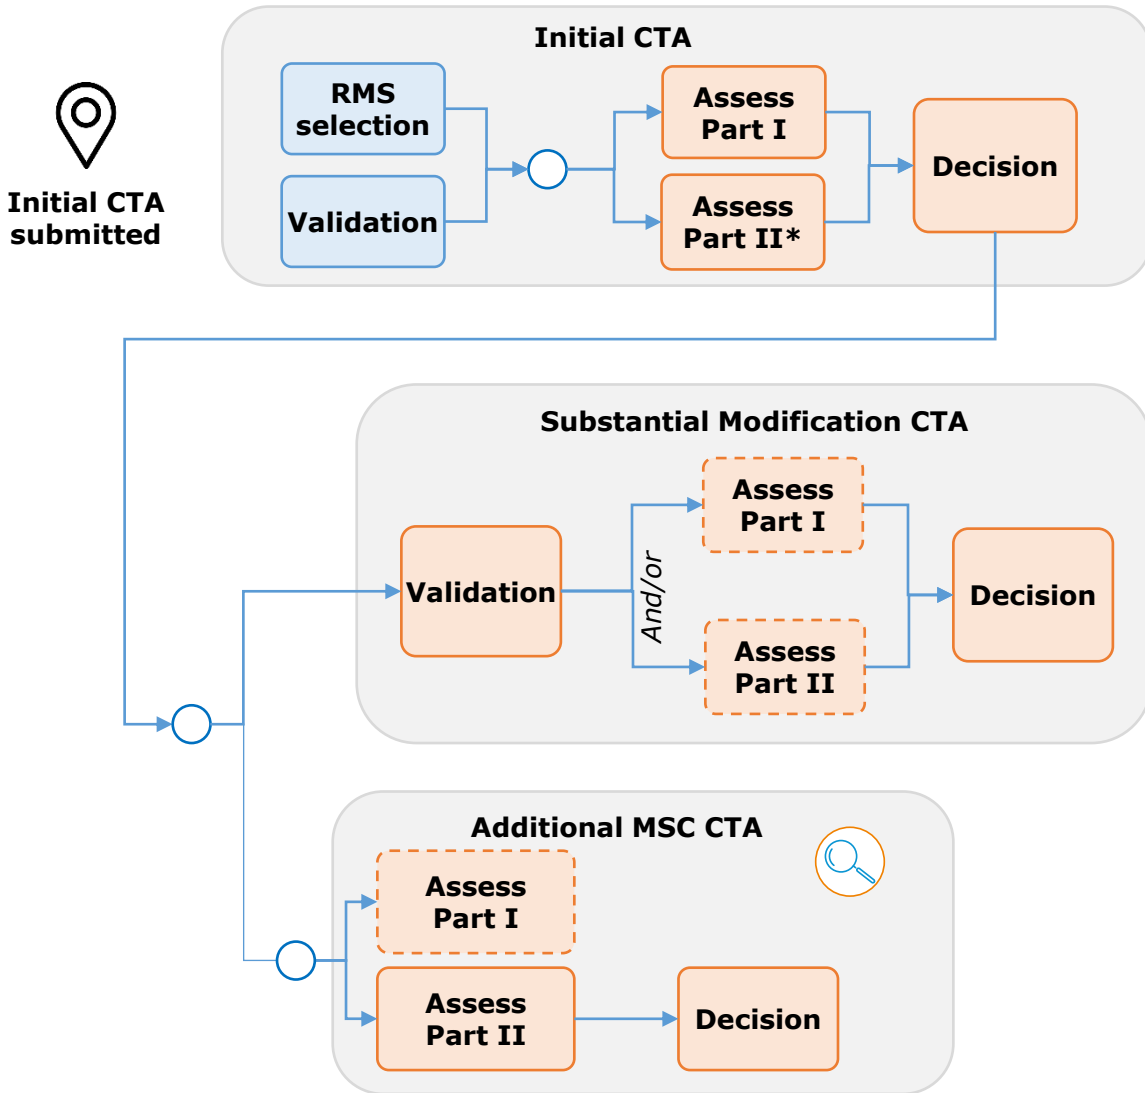 Initial CTA
submitted
Initial CTA
RMS
selection
Validation
Assess
Part I
Assess
Part II*
Decision
Substantial Modification CTA
Validation
And/or
Assess
Part I
Assess
Part II
Decision
Additional MSC CTA
Assess
Part I
Assess
Part II
Decision